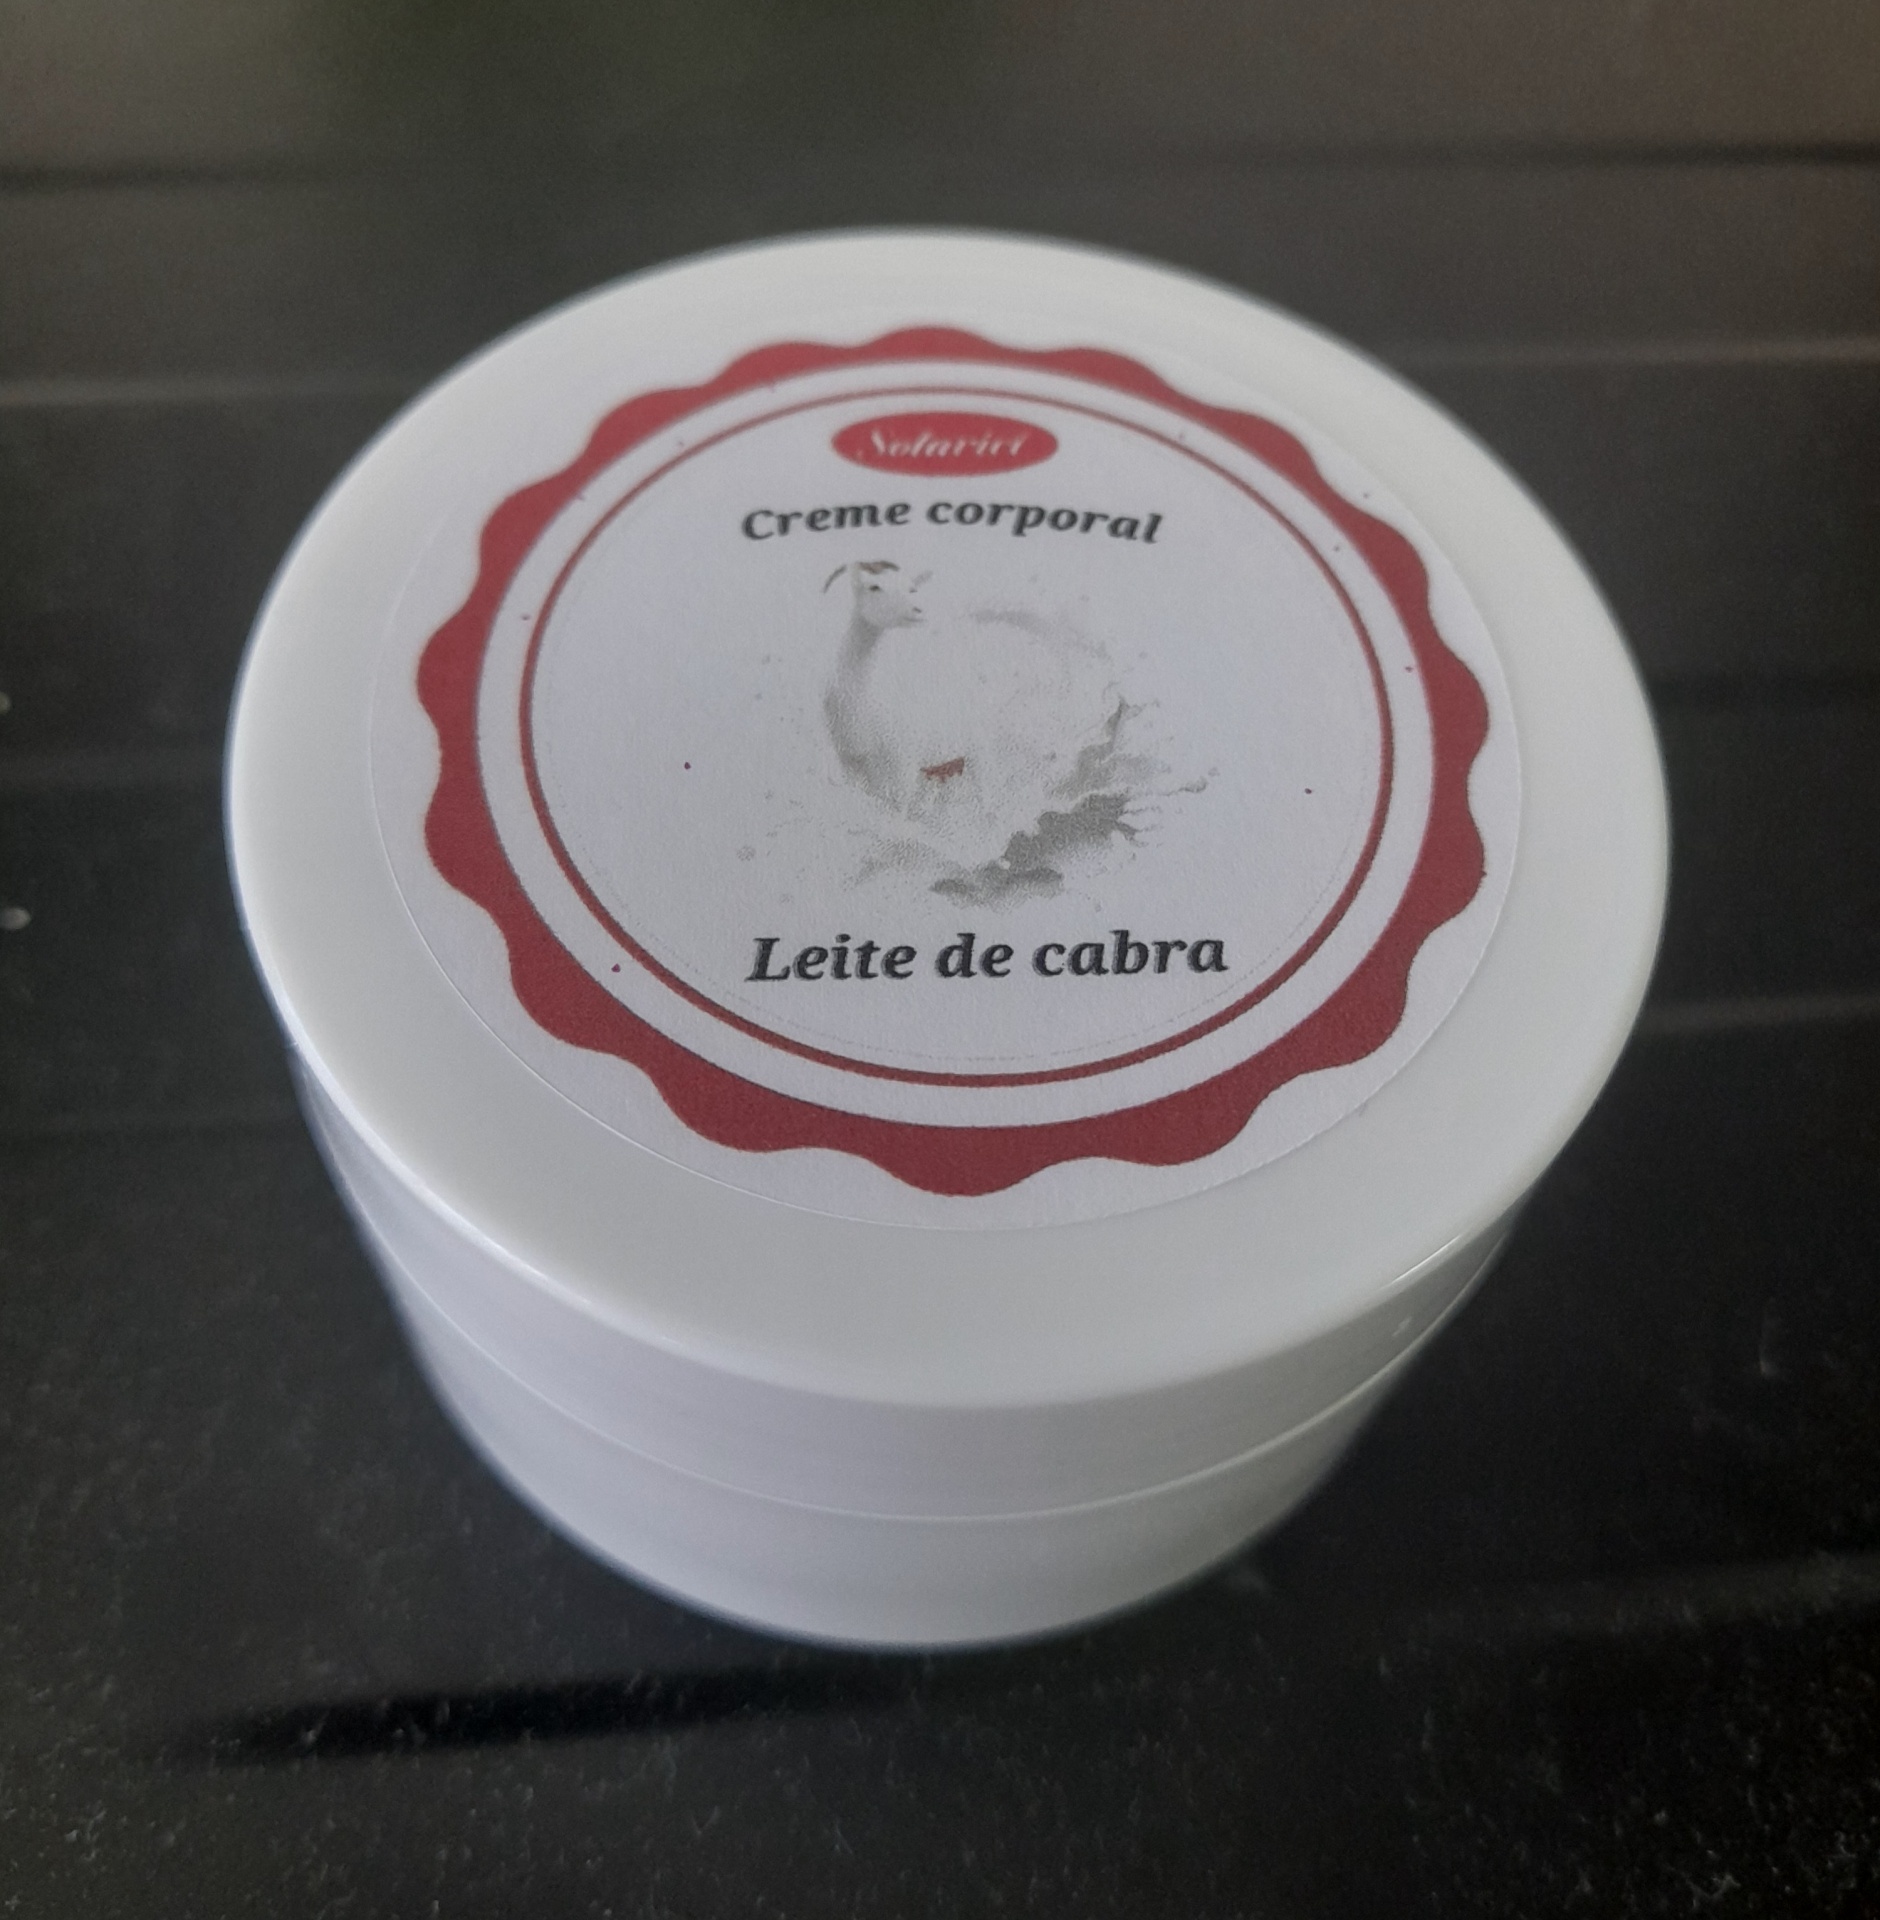 Creme corporal
Leite de cabra